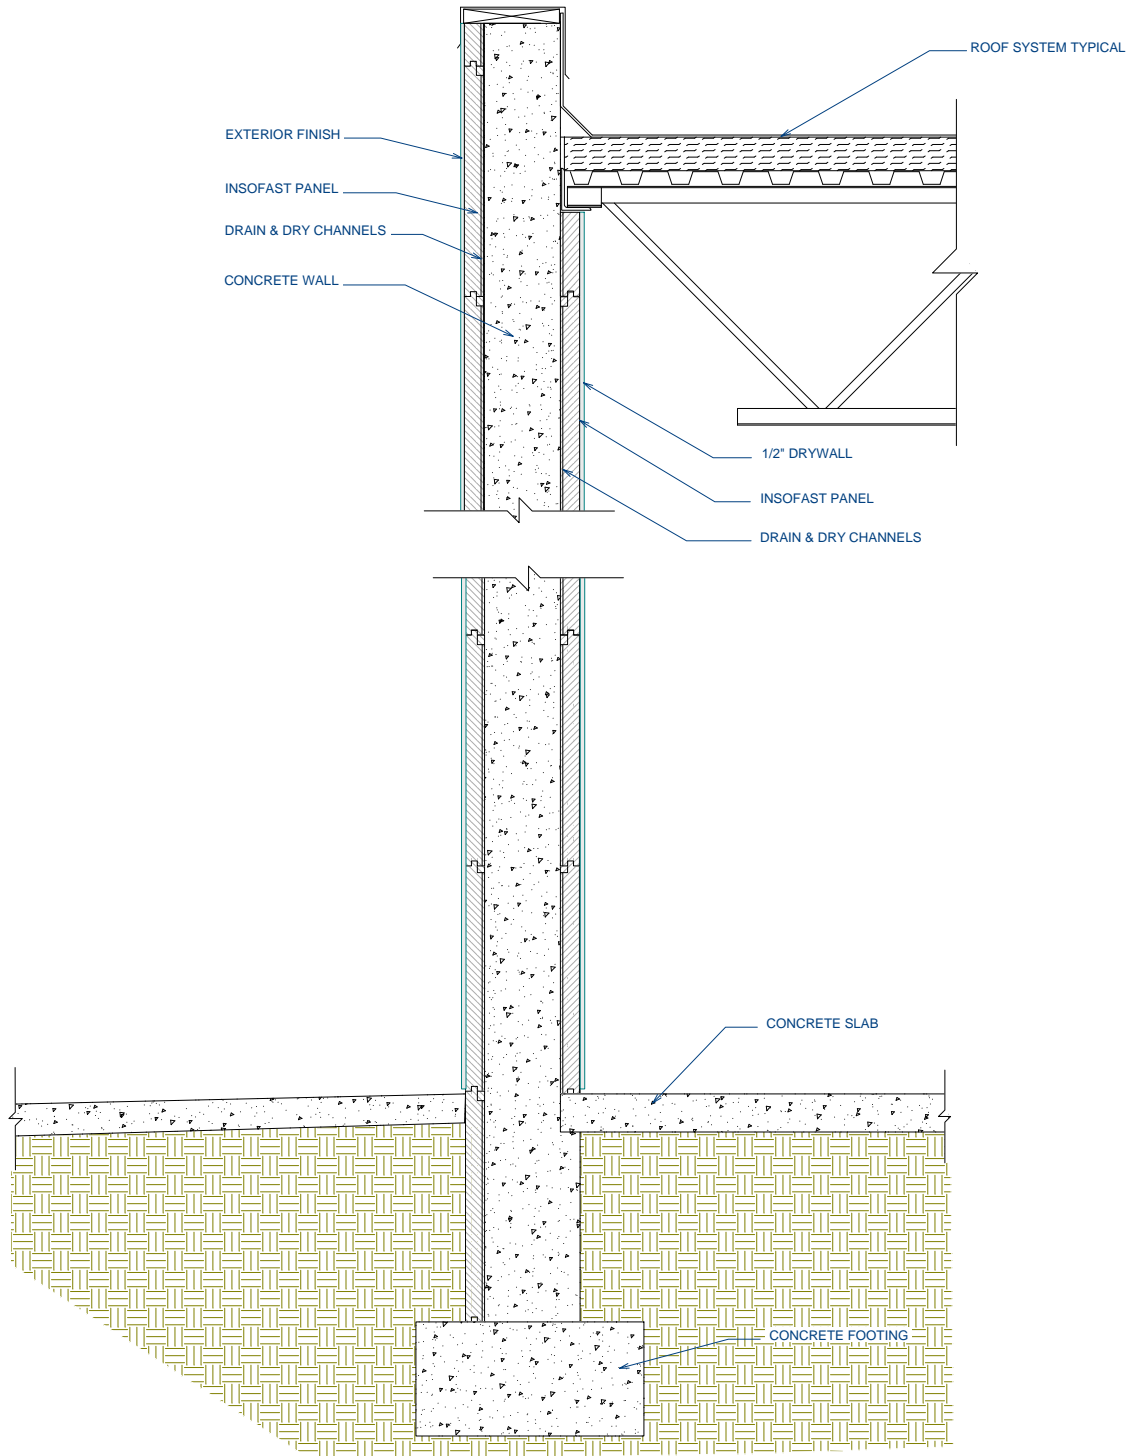 ROOF SYSTEM TYPICAL
EXTERIOR FINISH
INSOFAST PANEL
DRAIN & DRY CHANNELS
CONCRETE WALL
1/2" DRYWALL
INSOFAST PANEL
DRAIN & DRY CHANNELS
CONCRETE SLAB
CONCRETE FOOTING